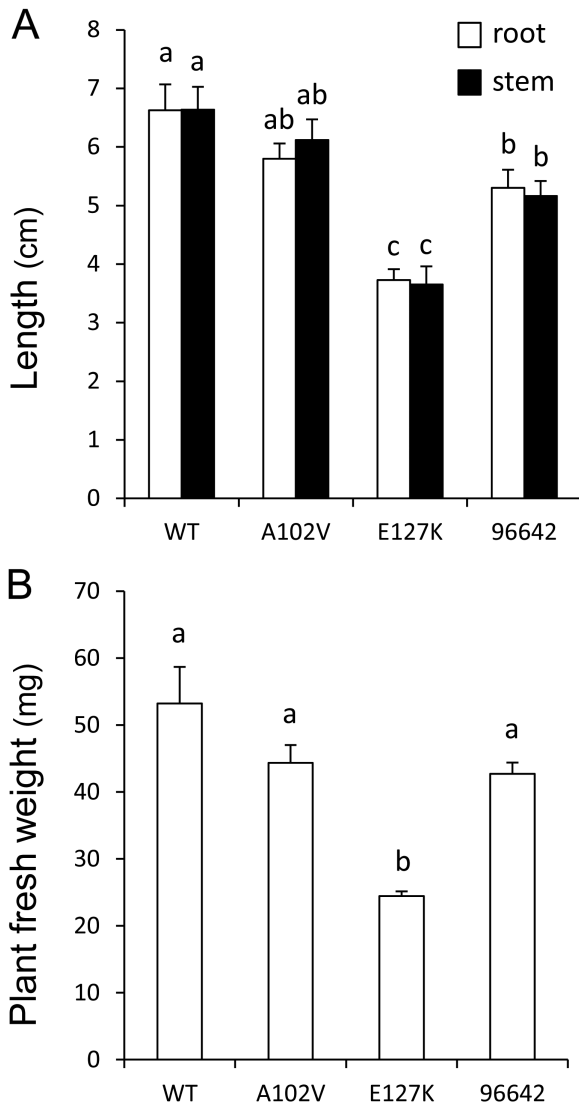 A
8
7
6
5
4
3
2
1
0
Length (cm)
root
stem
a a
ab ab
c c
b b
WT A102V E127K 96642
B
70
60
50
40
30
20
10
0
Plant fresh weight (mg)
a
a
b
a
WT A102V E127K 96642